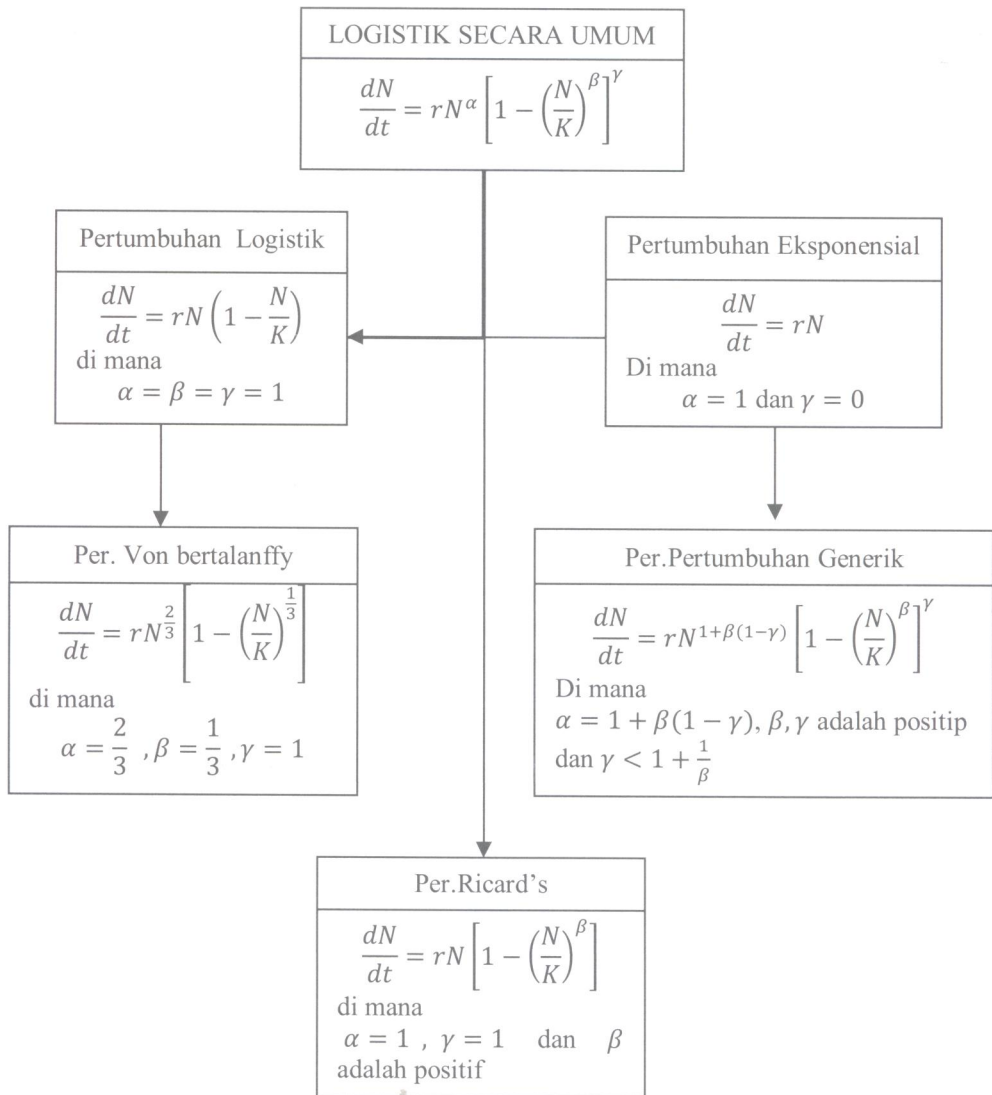 LOGISTIK SECARA UMUM
dN/dt = rN^α [1 − (N/K)^β]^γ
Pertumbuhan Logistik
dN/dt = rN (1 − N/K)
di mana
α = β = γ = 1
Pertumbuhan Eksponensial
dN/dt = rN
Di mana
α = 1 dan γ = 0
Per. Von bertalanffy
dN/dt = rN^(2/3) [1 − (N/K)^(1/3)]
di mana
α = 2/3 , β = 1/3 , γ = 1
Per.Pertumbuhan Generik
dN/dt = rN^(1+β(1−γ)) [1 − (N/K)^β]^γ
Di mana
α = 1 + β(1 − γ), β, γ adalah positip
dan γ < 1 + 1/β
Per.Ricard's
dN/dt = rN [1 − (N/K)^β]
di mana
α = 1 , γ = 1 dan β
adalah positif